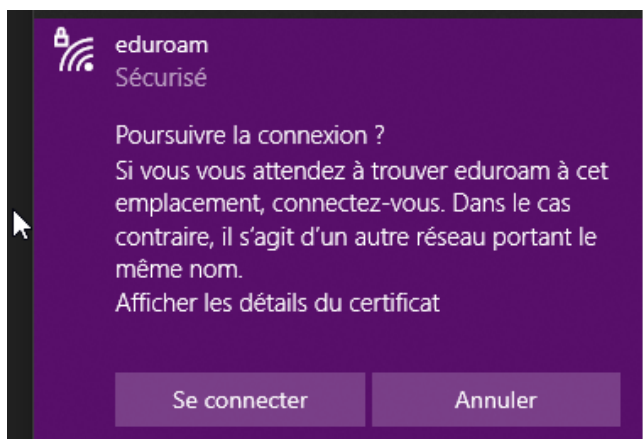 eduroam
Sécurisé
Poursuivre la connexion ?
Si vous vous attendez à trouver eduroam à cet
emplacement, connectez-vous. Dans le cas
contraire, il s’agit d’un autre réseau portant le
même nom.
Afficher les détails du certificat
Se connecter
Annuler